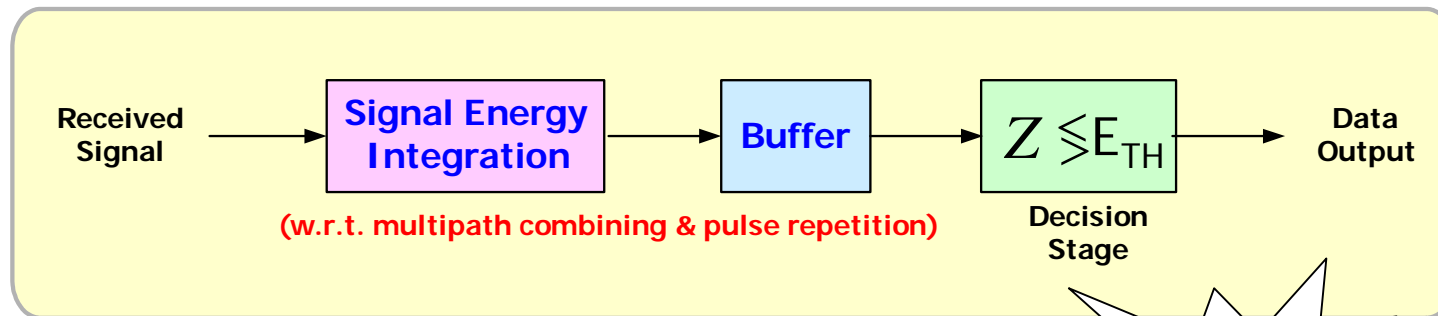 Received
Signal
Signal Energy
Integration
Buffer
Z ≶ E_TH
Data
Output
(w.r.t. multipath combining & pulse repetition)
Decision
Stage